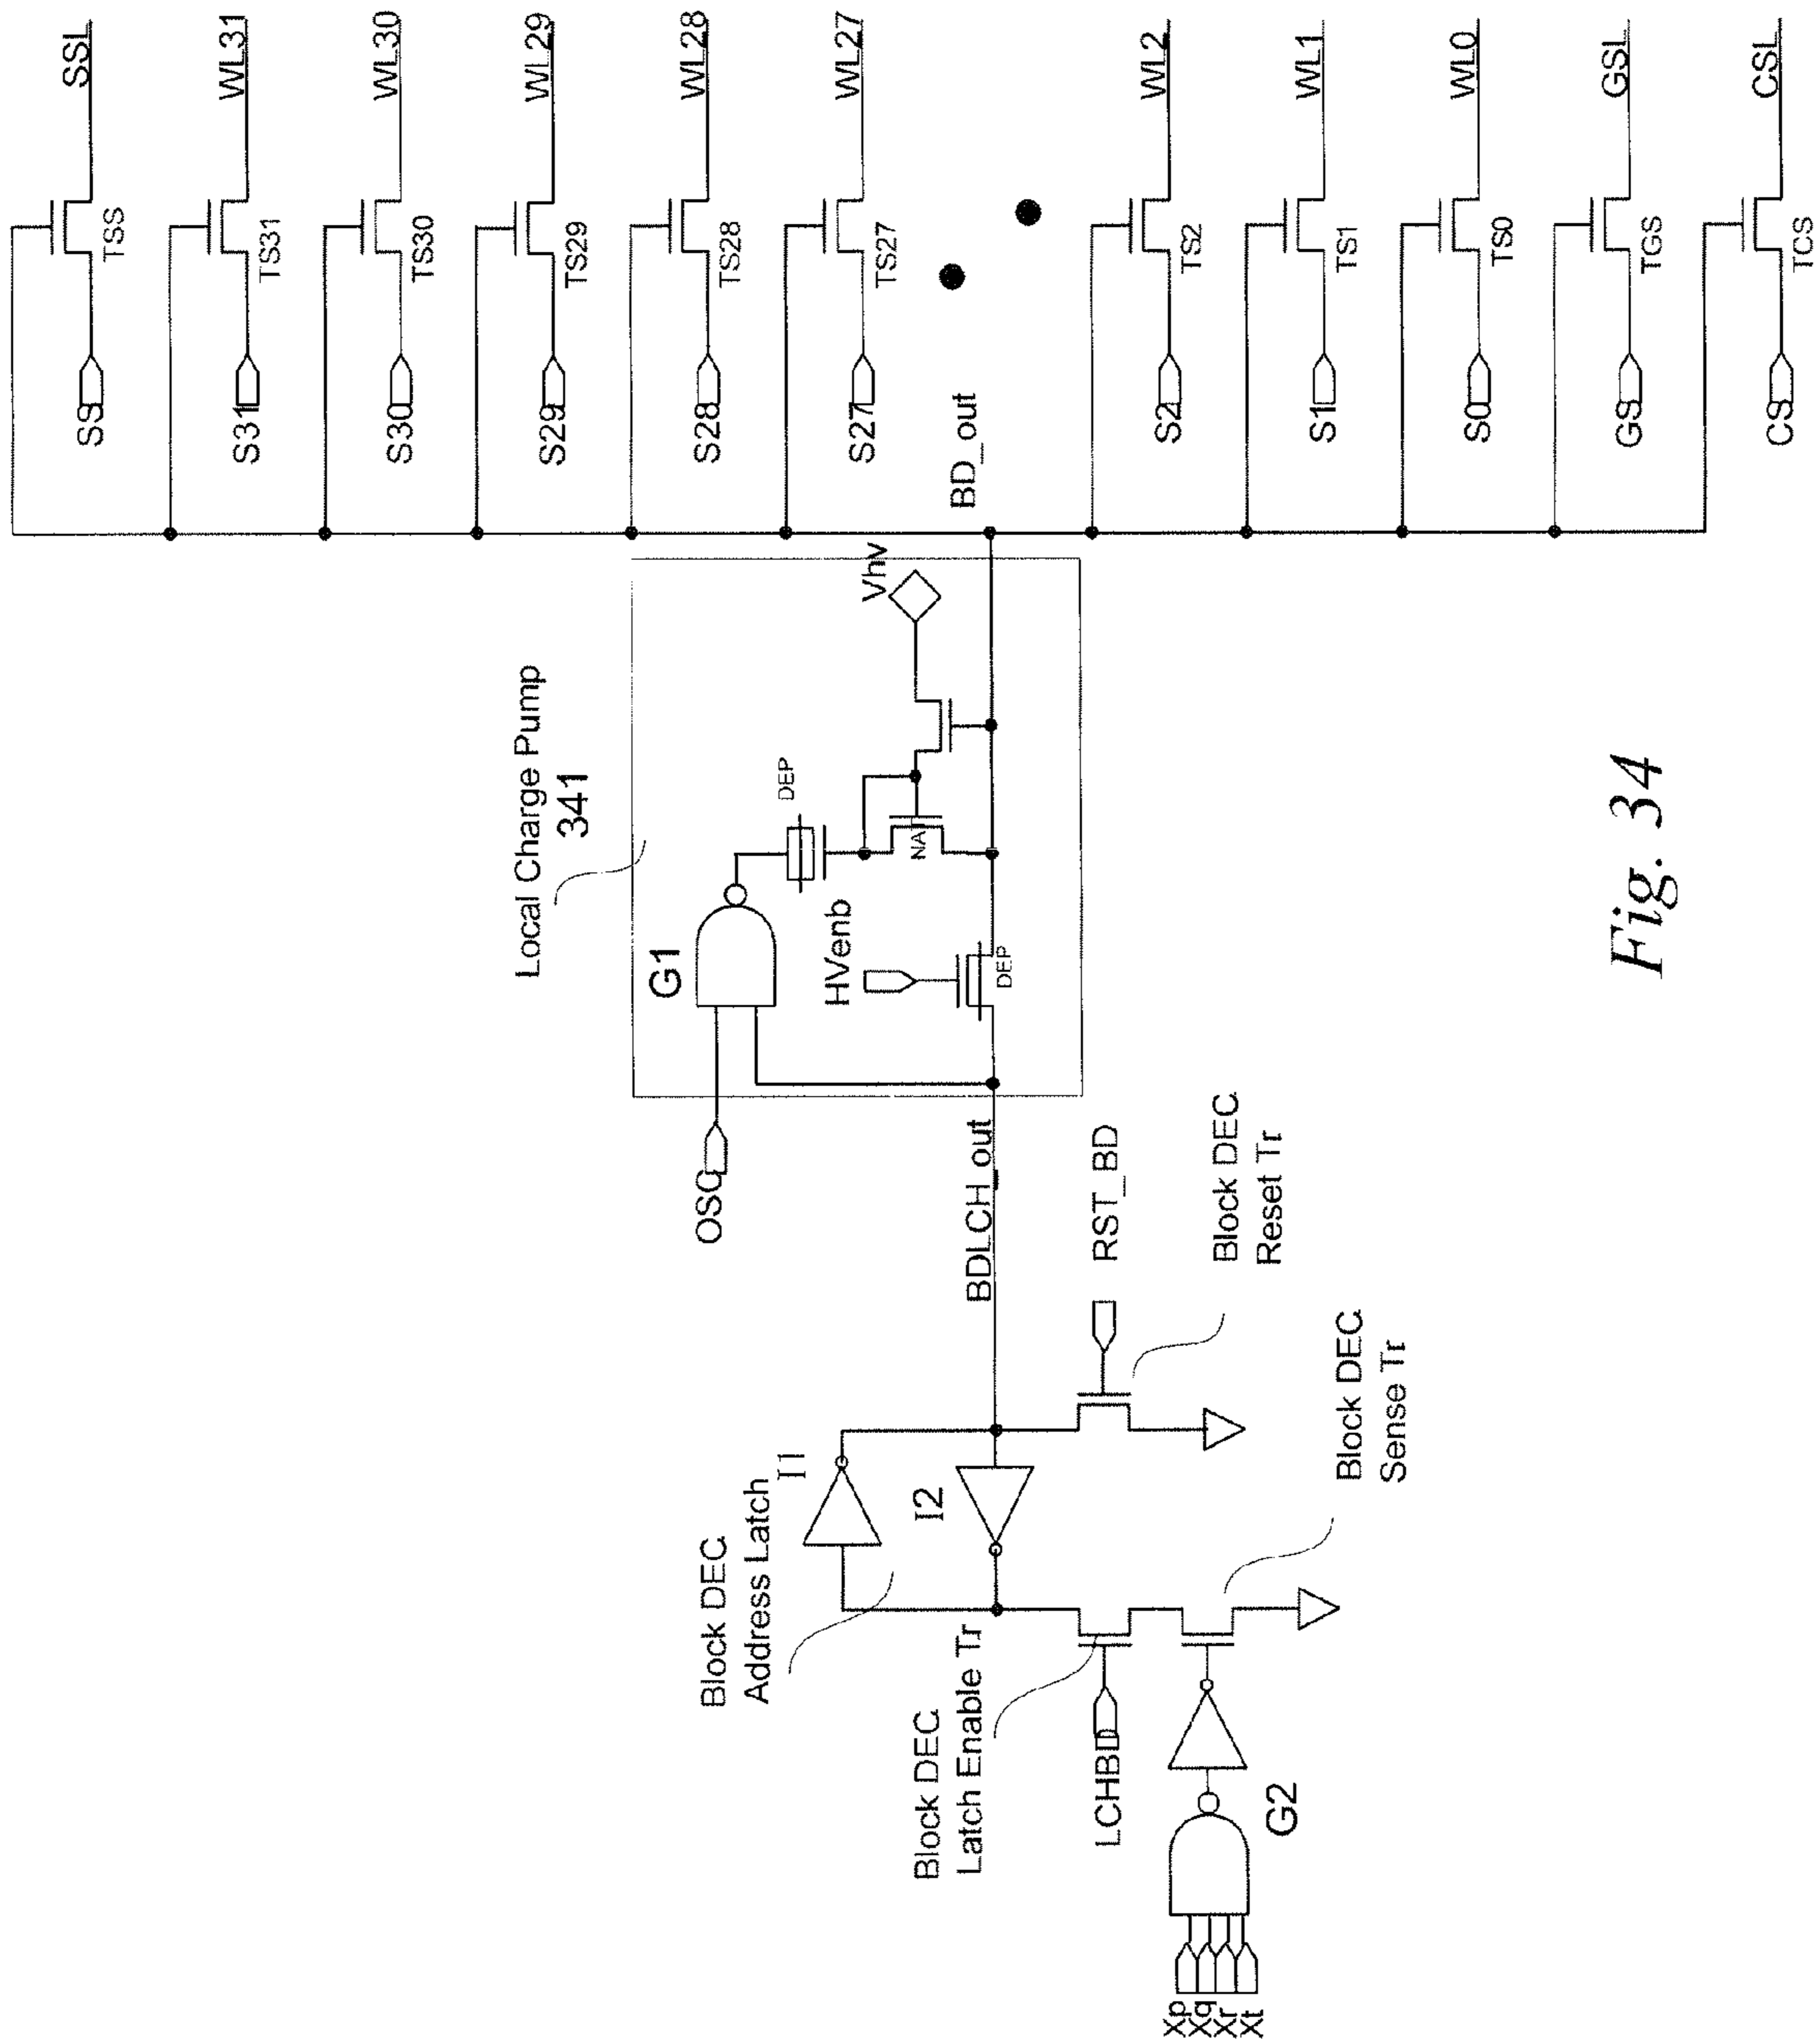 SS
TSS
SSL
S31
TS31
WL31
S30
TS30
WL30
S29
TS29
WL29
S28
TS28
WL28
S27
TS27
WL27
BD_out
S2
TS2
WL2
S1
TS1
WL1
S0
TS0
WL0
GS
TGS
GSL
CS
TCS
CSL
Local Charge Pump
341
OSC
G1
DEP
HVenb
DEP
NAT
Vhv
BDLCH_out
Block DEC.
Address Latch
I1
I2
RST_BD
Block DEC.
Reset Tr
Block DEC.
Latch Enable Tr
LCHBD
Block DEC.
Sense Tr
Xp
Xq
Xr
Xt
G2
Fig. 34